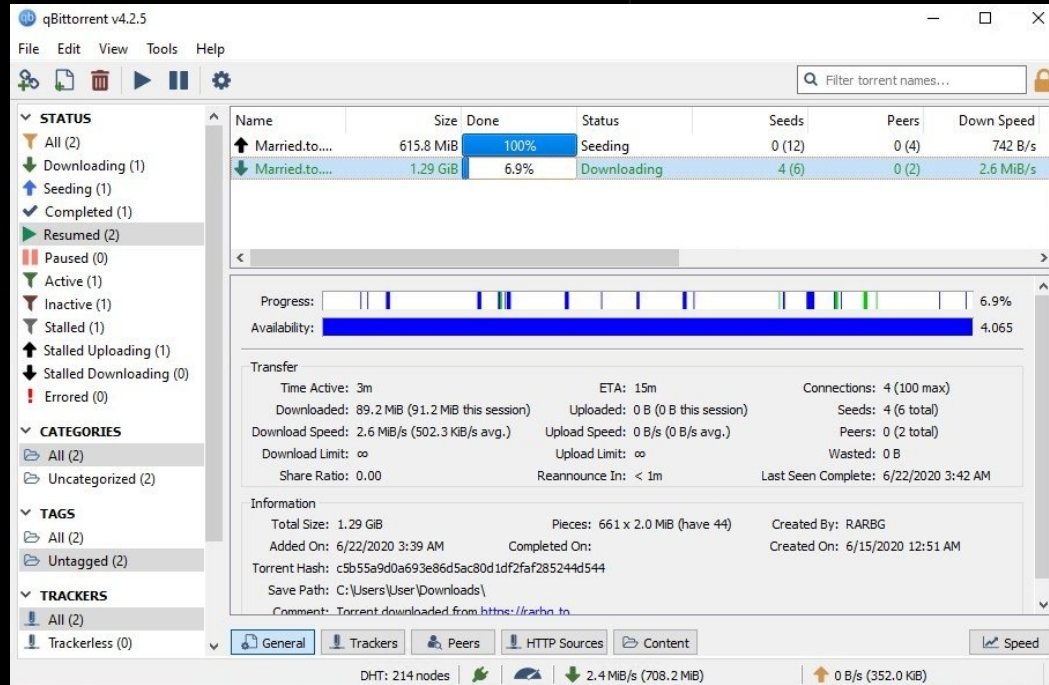 qBittorrent v4.2.5
File Edit View Tools Help
Filter torrent names...
STATUS
All (2)
Downloading (1)
Seeding (1)
Completed (1)
Resumed (2)
Paused (0)
Active (1)
Inactive (1)
Stalled (1)
Stalled Uploading (1)
Stalled Downloading (0)
Errored (0)
CATEGORIES
All (2)
Uncategorized (2)
TAGS
All (2)
Untagged (2)
TRACKERS
All (2)
Trackerless (0)
Name Size Done Status Seeds Peers Down Speed
Married.to.... 615.8 MiB 100% Seeding 0 (12) 0 (4) 742 B/s
Married.to.... 1.29 GiB 6.9% Downloading 4 (6) 0 (2) 2.6 MiB/s
Progress: 6.9%
Availability: 4.065
Transfer
Time Active: 3m ETA: 15m Connections: 4 (100 max)
Downloaded: 89.2 MiB (91.2 MiB this session) Uploaded: 0 B (0 B this session) Seeds: 4 (6 total)
Download Speed: 2.6 MiB/s (502.3 KiB/s avg.) Upload Speed: 0 B/s (0 B/s avg.) Peers: 0 (2 total)
Download Limit: ∞ Upload Limit: ∞ Wasted: 0 B
Share Ratio: 0.00 Reannounce In: < 1m Last Seen Complete: 6/22/2020 3:42 AM
Information
Total Size: 1.29 GiB Pieces: 661 x 2.0 MiB (have 44) Created By: RARBG
Added On: 6/22/2020 3:39 AM Completed On: Created On: 6/15/2020 12:51 AM
Torrent Hash: c5b55a9d0a693e86d5ac80d1df2faf285244d544
Save Path: C:\Users\User\Downloads\
Comment: Torrent downloaded from https://rarbg.to
General Trackers Peers HTTP Sources Content Speed
DHT: 214 nodes 2.4 MiB/s (708.2 MiB) 0 B/s (352.0 KiB)